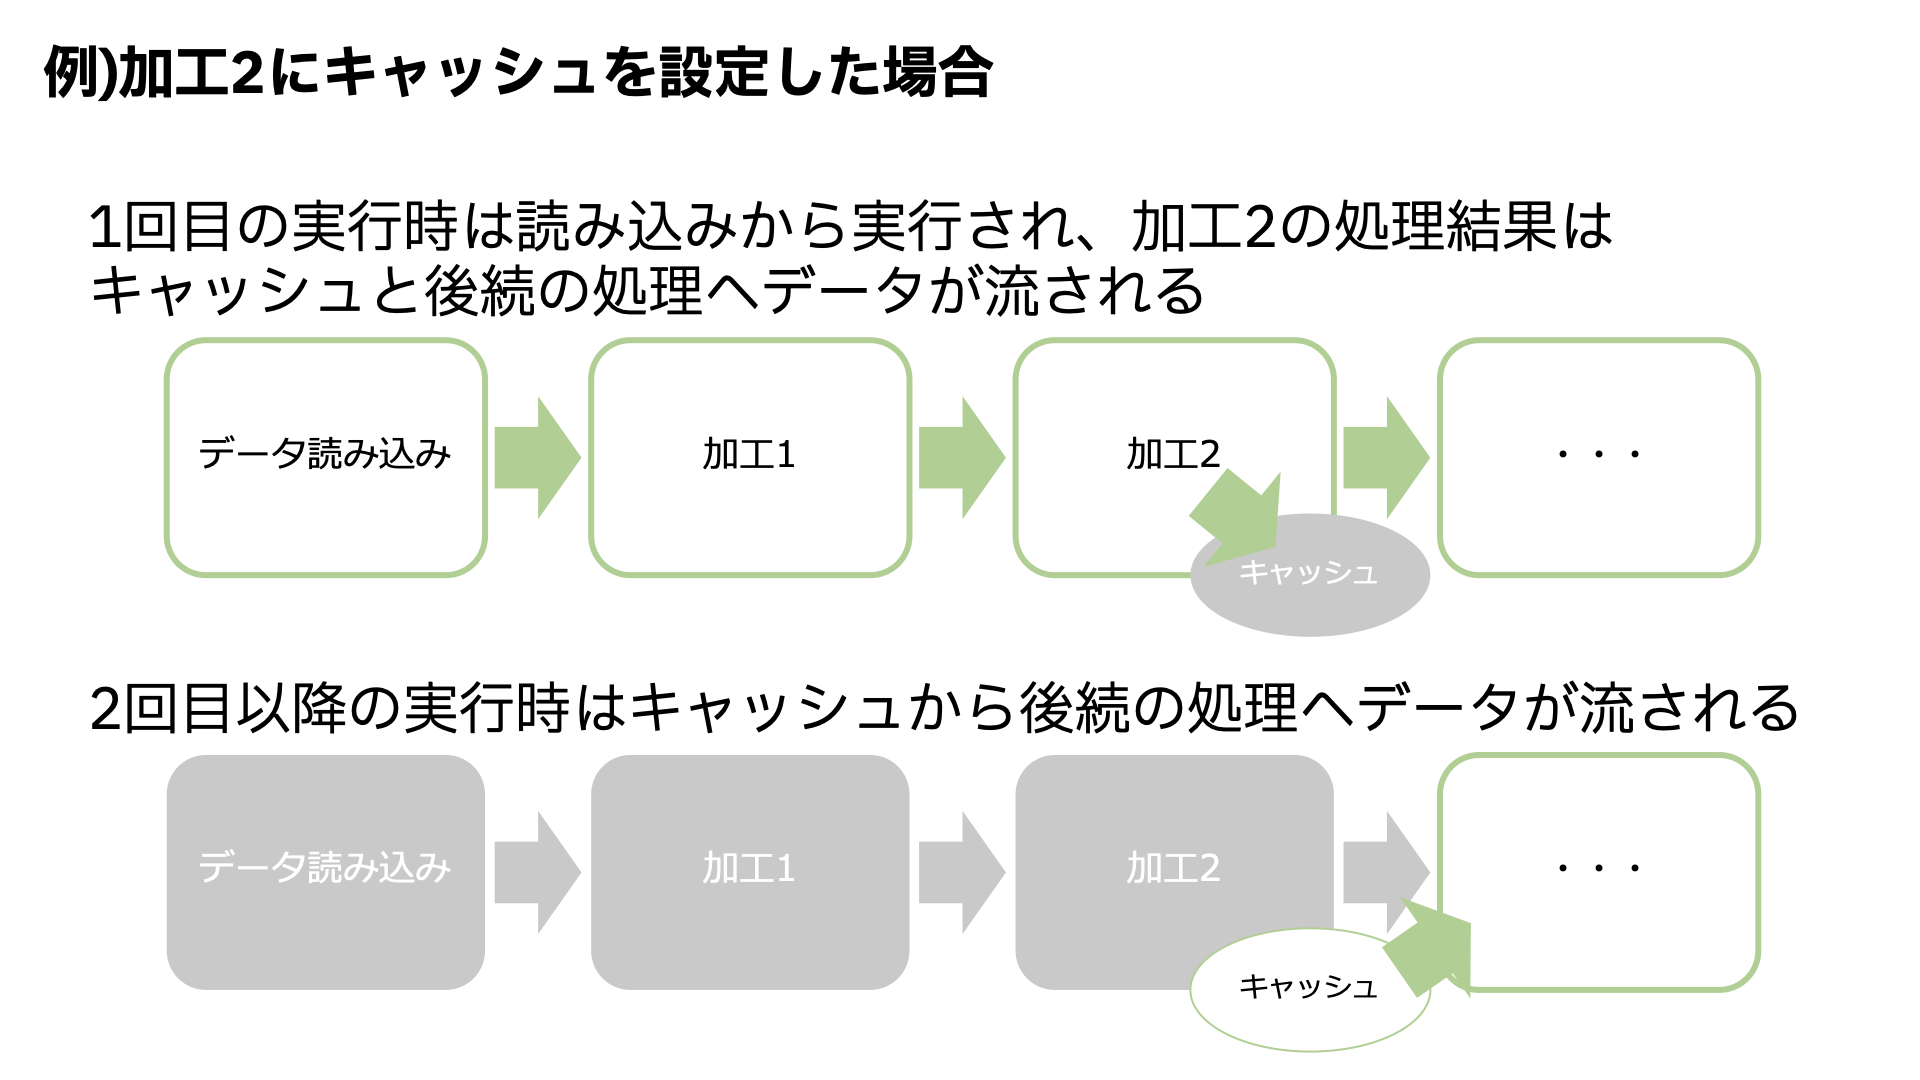 例)加工2にキャッシュを設定した場合
1回目の実行時は読み込みから実行され、加工2の処理結果は
キャッシュと後続の処理へデータが流される
データ読み込み
加工1
加工2
・・・
キャッシュ
2回目以降の実行時はキャッシュから後続の処理へデータが流される
データ読み込み
加工1
加工2
・・・
キャッシュ